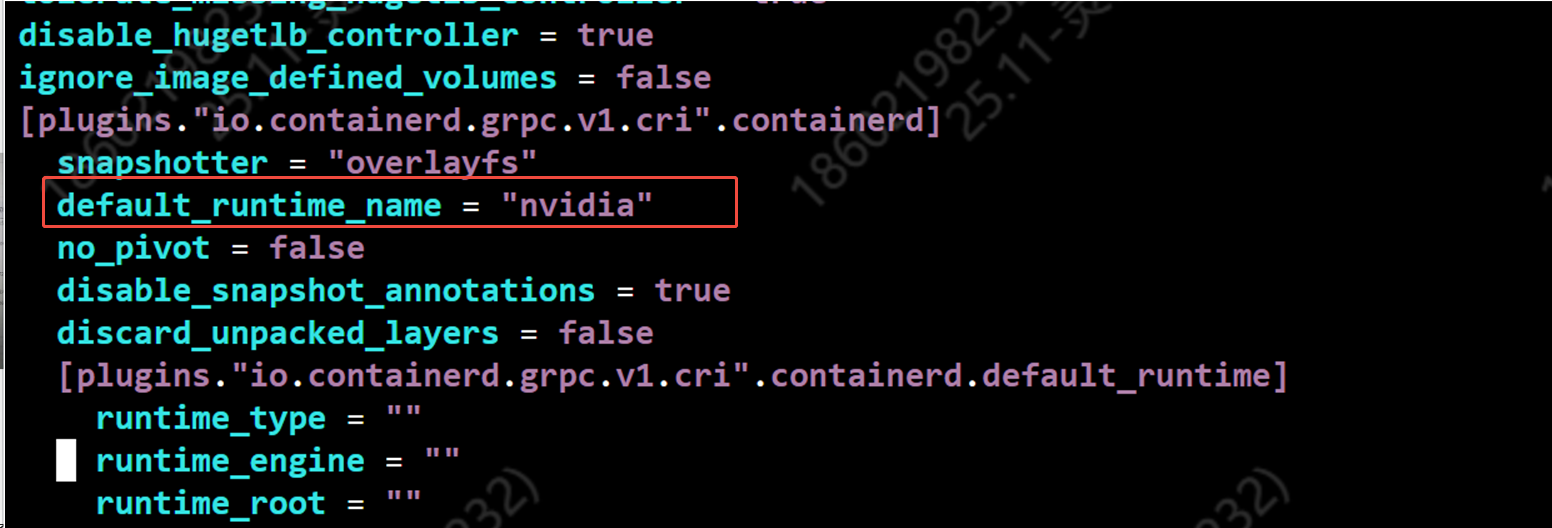 disable_hugetlb_controller = true
ignore_image_defined_volumes = false
[plugins."io.containerd.grpc.v1.cri".containerd]
snapshotter = "overlayfs"
default_runtime_name = "nvidia"
no_pivot = false
disable_snapshot_annotations = true
discard_unpacked_layers = false
[plugins."io.containerd.grpc.v1.cri".containerd.default_runtime]
runtime_type = ""
runtime_engine = ""
runtime_root = ""